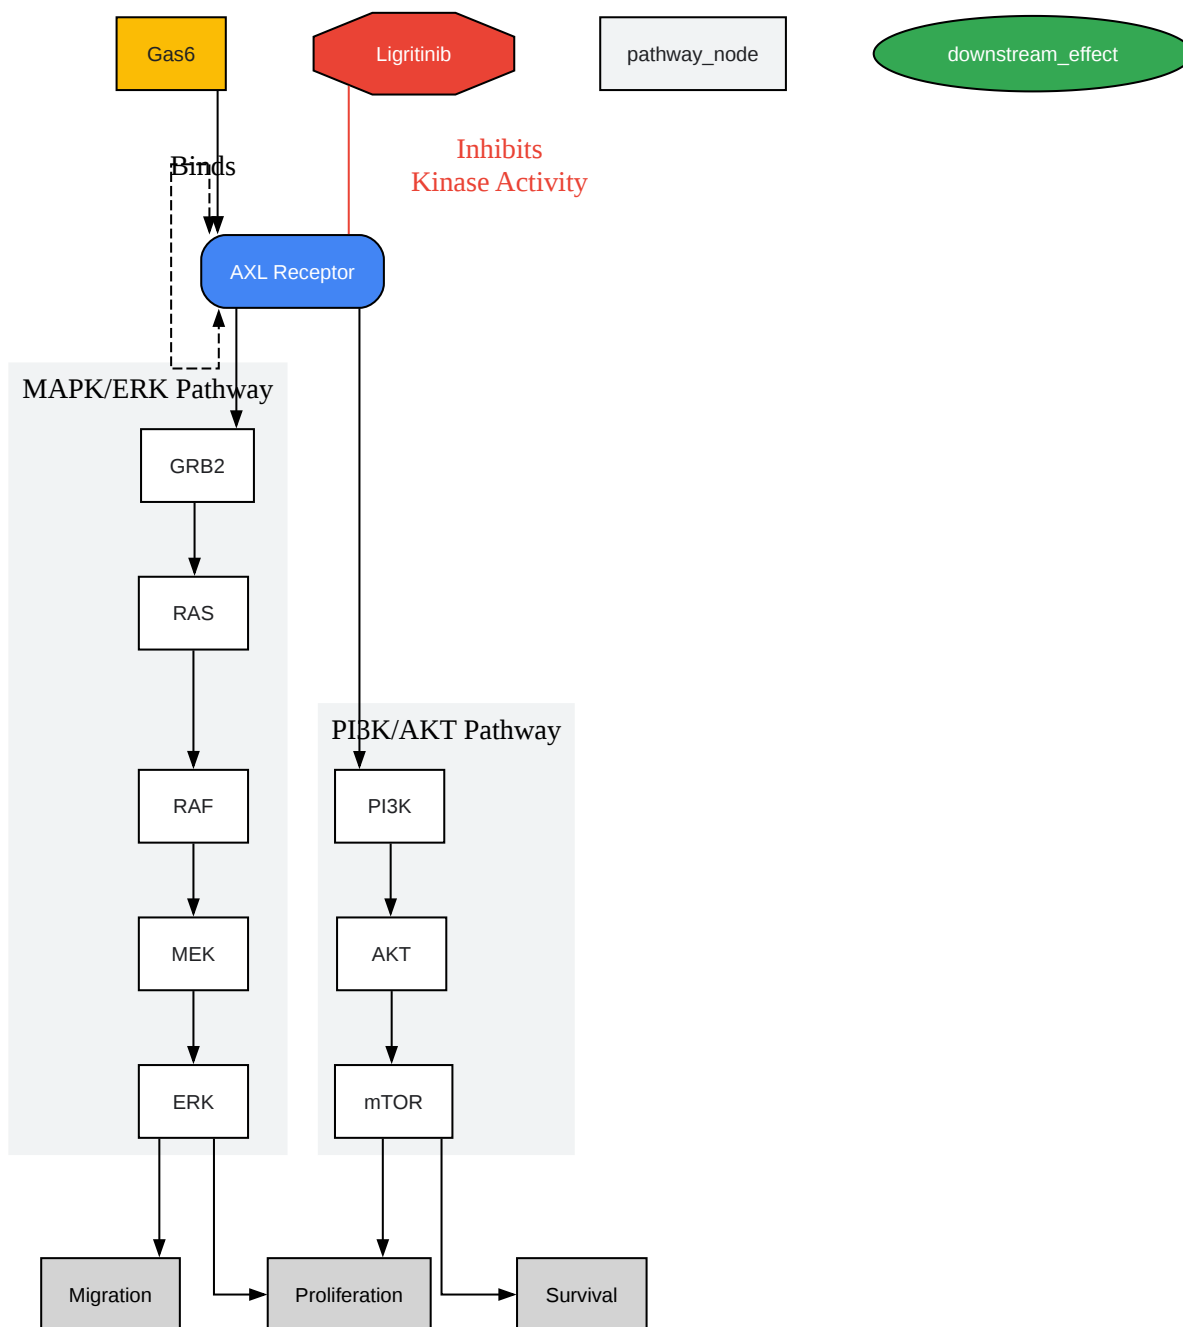 Gas6
Ligritinib
pathway_node
downstream_effect
Binds
Inhibits
Kinase Activity
AXL Receptor
MAPK/ERK Pathway
GRB2
RAS
PI3K/AKT Pathway
RAF
PI3K
MEK
AKT
ERK
mTOR
Migration
Proliferation
Survival